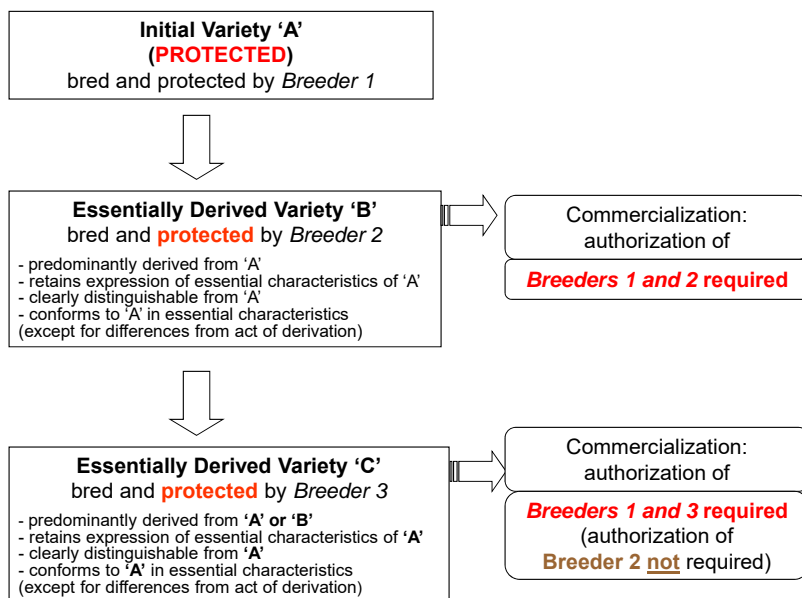 Initial Variety ‘A’
(PROTECTED)
bred and protected by Breeder 1
Essentially Derived Variety ‘B’
bred and protected by Breeder 2
- predominantly derived from ‘A’
- retains expression of essential characteristics of ‘A’
- clearly distinguishable from ‘A’
- conforms to ‘A’ in essential characteristics
(except for differences from act of derivation)
Commercialization:
authorization of
Breeders 1 and 2 required
Essentially Derived Variety ‘C’
bred and protected by Breeder 3
- predominantly derived from ‘A’ or ‘B’
- retains expression of essential characteristics of ‘A’
- clearly distinguishable from ‘A’
- conforms to ‘A’ in essential characteristics
(except for differences from act of derivation)
Commercialization:
authorization of
Breeders 1 and 3 required
(authorization of
Breeder 2 not required)